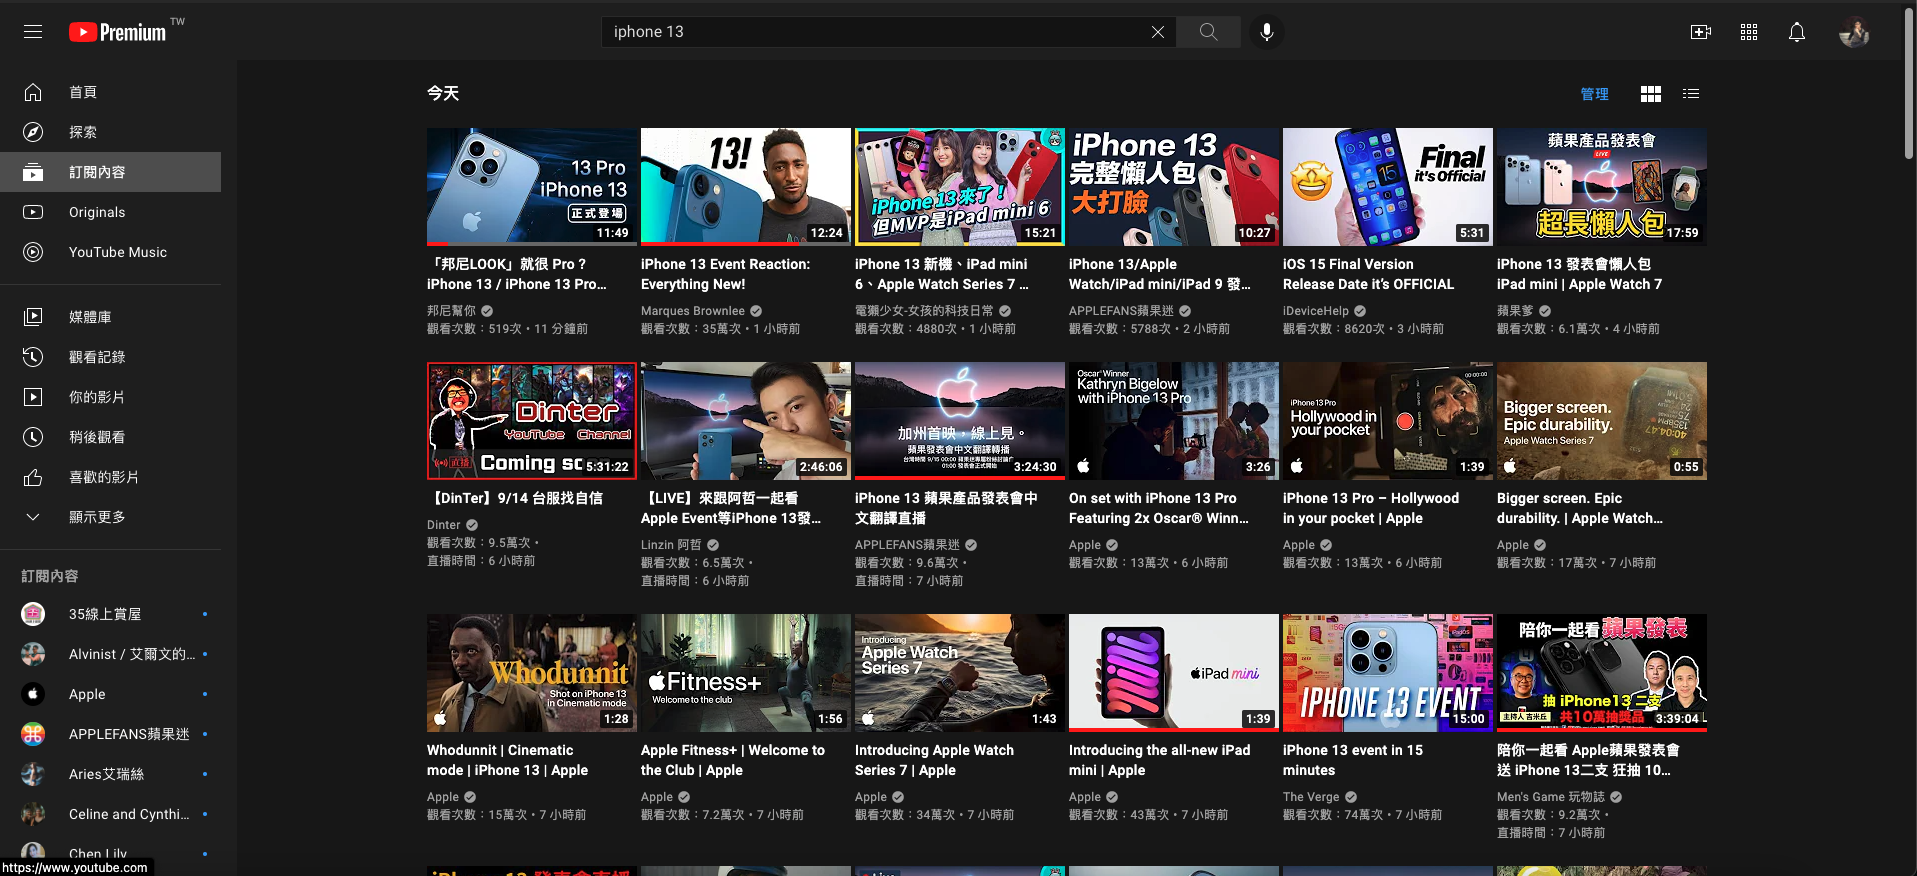 Premium TW
iphone 13
首頁
探索
訂閱內容
Originals
YouTube Music
媒體庫
觀看記錄
你的影片
稍後觀看
喜歡的影片
顯示更多
訂閱內容
35線上賞屋
Alvinist / 艾爾文的...
Apple
APPLEFANS蘋果迷
Aries艾瑞絲
Celine and Cynthi...
Chen Lily
https://www.youtube.com
今天
管理
13 Pro
iPhone 13
正式登場
11:49
「邦尼LOOK」就很 Pro ?
iPhone 13 / iPhone 13 Pro...
邦尼幫你
觀看次數：519次・11 分鐘前
13!
12:24
iPhone 13 Event Reaction:
Everything New!
Marques Brownlee
觀看次數：35萬次・1 小時前
iPhone 13 來了！
但MVP是iPad mini 6
15:21
iPhone 13 新機、iPad mini
6、Apple Watch Series 7 ...
電獺少女-女孩的科技日常
觀看次數：4880次・1 小時前
iPhone 13
完整懶人包
大打臉
10:27
iPhone 13/Apple
Watch/iPad mini/iPad 9 發...
APPLEFANS蘋果迷
觀看次數：5788次・2 小時前
Final
it's Official
5:31
iOS 15 Final Version
Release Date it's OFFICIAL
iDeviceHelp
觀看次數：8620次・3 小時前
蘋果產品發表會
LIVE
超長懶人包
17:59
iPhone 13 發表會懶人包
iPad mini | Apple Watch 7
蘋果爹
觀看次數：6.1萬次・4 小時前
Dinter
YouTube Channel
直播
Coming so
5:31:22
【DinTer】9/14 台服找自信
Dinter
觀看次數：9.5萬次・
直播時間：6 小時前
2:46:06
【LIVE】來跟阿哲一起看
Apple Event等iPhone 13發...
Linzin 阿哲
觀看次數：6.5萬次・
直播時間：6 小時前
加州首映，線上見。
蘋果發表會中文翻譯轉播
3:24:30
iPhone 13 蘋果產品發表會中
文翻譯直播
APPLEFANS蘋果迷
觀看次數：9.6萬次・
直播時間：7 小時前
Oscar® Winner
Kathryn Bigelow
with iPhone 13 Pro
3:26
On set with iPhone 13 Pro
Featuring 2x Oscar® Winn...
Apple
觀看次數：13萬次・6 小時前
iPhone 13 Pro
Hollywood in
your pocket
00:00:00
1:39
iPhone 13 Pro – Hollywood
in your pocket | Apple
Apple
觀看次數：13萬次・6 小時前
Bigger screen.
Epic durability.
Apple Watch Series 7
0:55
Bigger screen. Epic
durability. | Apple Watch...
Apple
觀看次數：17萬次・7 小時前
Whodunnit
Shot on iPhone 13
in Cinematic mode
1:28
Whodunnit | Cinematic
mode | iPhone 13 | Apple
Apple
觀看次數：15萬次・7 小時前
Fitness+
Welcome to the club
1:56
Apple Fitness+ | Welcome to
the Club | Apple
Apple
觀看次數：7.2萬次・7 小時前
Introducing
Apple Watch
Series 7
1:43
Introducing Apple Watch
Series 7 | Apple
Apple
觀看次數：34萬次・7 小時前
iPad mini
1:39
Introducing the all-new iPad
mini | Apple
Apple
觀看次數：43萬次・7 小時前
IPHONE 13 EVENT
15:00
iPhone 13 event in 15
minutes
The Verge
觀看次數：74萬次・7 小時前
陪你一起看蘋果發表
抽 iPhone13 二支
主持人 吉米丘
共10萬抽獎品
3:39:04
陪你一起看 Apple蘋果發表會
送 iPhone 13二支 狂抽 10...
Men's Game 玩物誌
觀看次數：9.2萬次・
直播時間：7 小時前